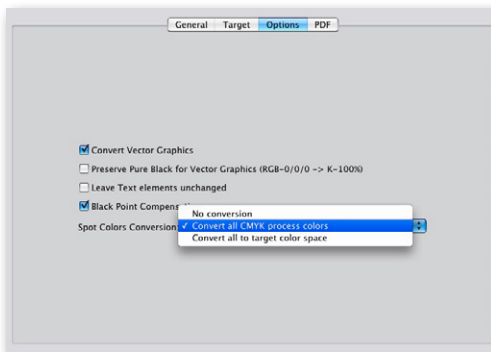 General Target Options PDF
Convert Vector Graphics
Preserve Pure Black for Vector Graphics (RGB-0/0/0 -> K-100%)
Leave Text elements unchanged
Black Point
No conversion
Spot Colors Conversion: ✓ Convert all CMYK process colors
Convert all to target color space